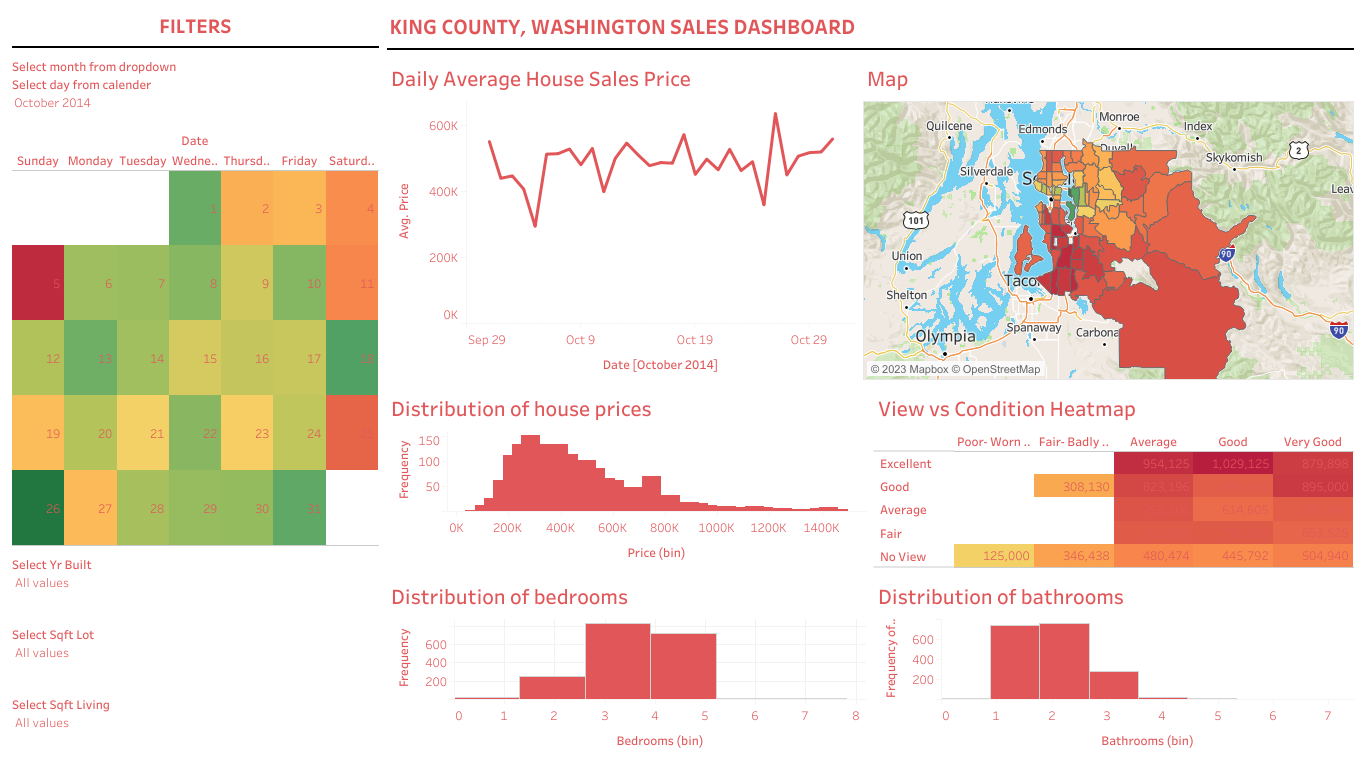 FILTERS
KING COUNTY, WASHINGTON SALES DASHBOARD
Select month from dropdown
Select day from calender
October 2014
Date
Sunday Monday Tuesday Wedne.. Thursd.. Friday Saturd..
1 2 3 4
5 6 7 8 9 10 11
12 13 14 15 16 17 18
19 20 21 22 23 24 25
26 27 28 29 30 31
Select Yr Built
All values
Select Sqft Lot
All values
Select Sqft Living
All values
Daily Average House Sales Price
Avg. Price
600K
400K
200K
0K
Sep 29 Oct 9 Oct 19 Oct 29
Date [October 2014]
Map
Quilcene
Edmonds
Monroe
Index
Duvall
2
Skykomish
Silverdale
Leav
101
Union
90
Shelton
Taco
Spanaway
Carbona
90
Olympia
© 2023 Mapbox © OpenStreetMap
Distribution of house prices
Frequency
150
100
50
0K 200K 400K 600K 800K 1000K 1200K 1400K
Price (bin)
View vs Condition Heatmap
Poor- Worn .. Fair- Badly .. Average Good Very Good
Excellent 954,125 1,029,125 879,898
Good 308,130 823,196 895,000
Average 614,605
Fair
No View 125,000 346,438 480,474 445,792 504,940
Distribution of bedrooms
Frequency
600
400
200
0 1 2 3 4 5 6 7 8
Bedrooms (bin)
Distribution of bathrooms
Frequency of..
600
400
200
0 1 2 3 4 5 6 7
Bathrooms (bin)